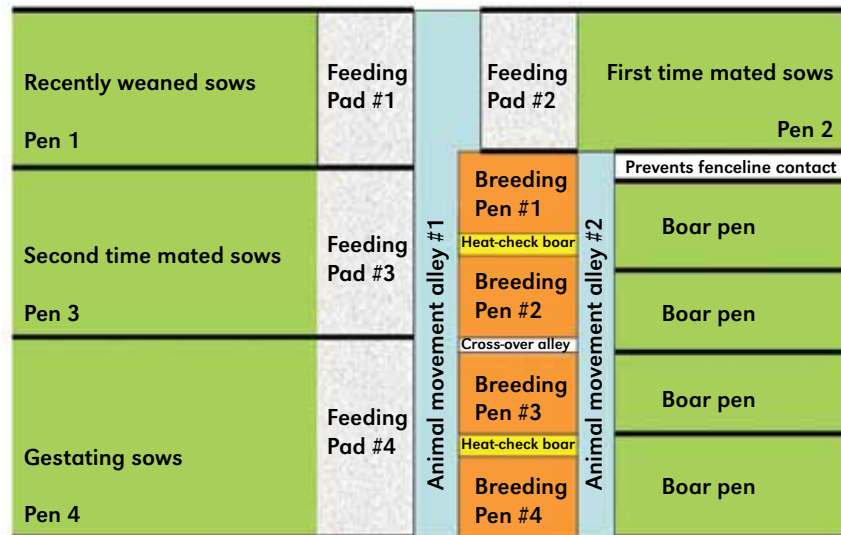 Recently weaned sows
Pen 1
Feeding
Pad #1
Feeding
Pad #2
First time mated sows
Pen 2
Second time mated sows
Pen 3
Feeding
Pad #3
Gestating sows
Pen 4
Feeding
Pad #4
Animal movement alley #1
Breeding
Pen #1
Heat-check boar
Breeding
Pen #2
Cross-over alley
Breeding
Pen #3
Heat-check boar
Breeding
Pen #4
Animal movement alley #2
Prevents fenceline contact
Boar pen
Boar pen
Boar pen
Boar pen